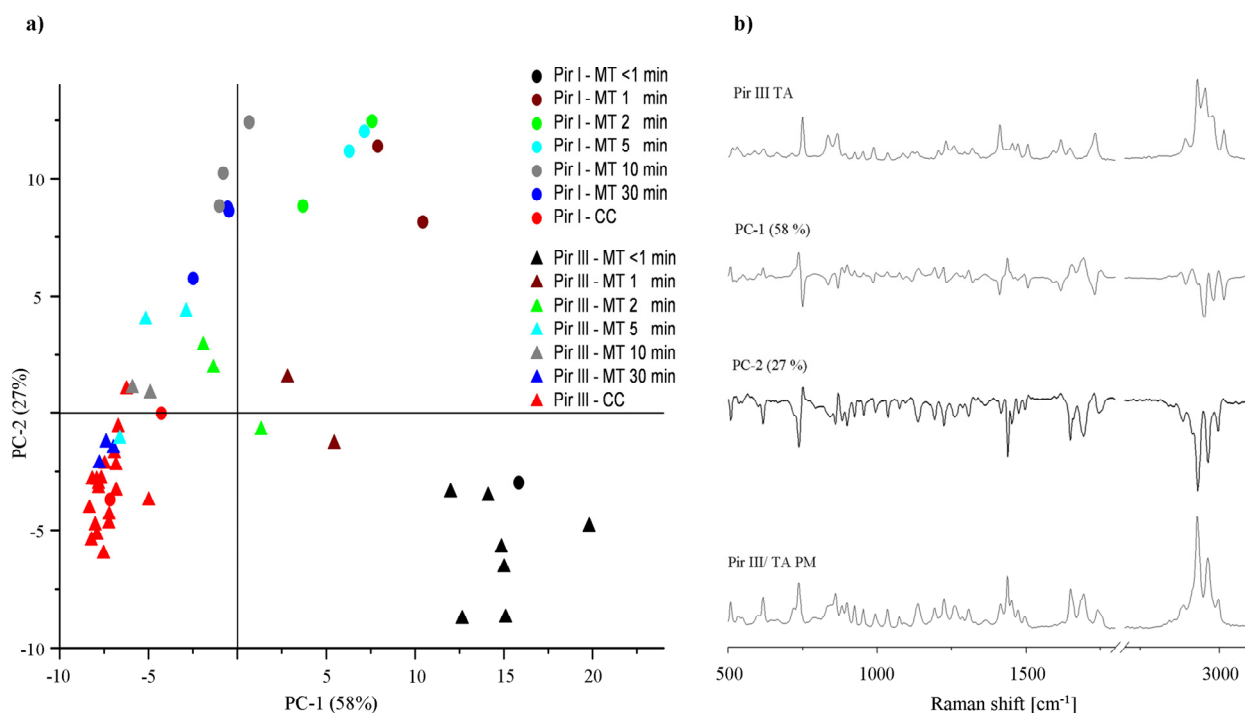 a)
Pir I - MT <1 min
Pir I - MT 1 min
Pir I - MT 2 min
Pir I - MT 5 min
Pir I - MT 10 min
Pir I - MT 30 min
Pir I - CC
Pir III - MT <1 min
Pir III - MT 1 min
Pir III - MT 2 min
Pir III - MT 5 min
Pir III - MT 10 min
Pir III - MT 30 min
Pir III - CC
10
5
0
-5
-10
PC-2 (27%)
-10 -5 0 5 10 15 20
PC-1 (58%)
b)
Pir III TA
PC-1 (58 %)
PC-2 (27 %)
Pir III/ TA PM
500 1000 1500 3000
Raman shift [cm⁻¹]